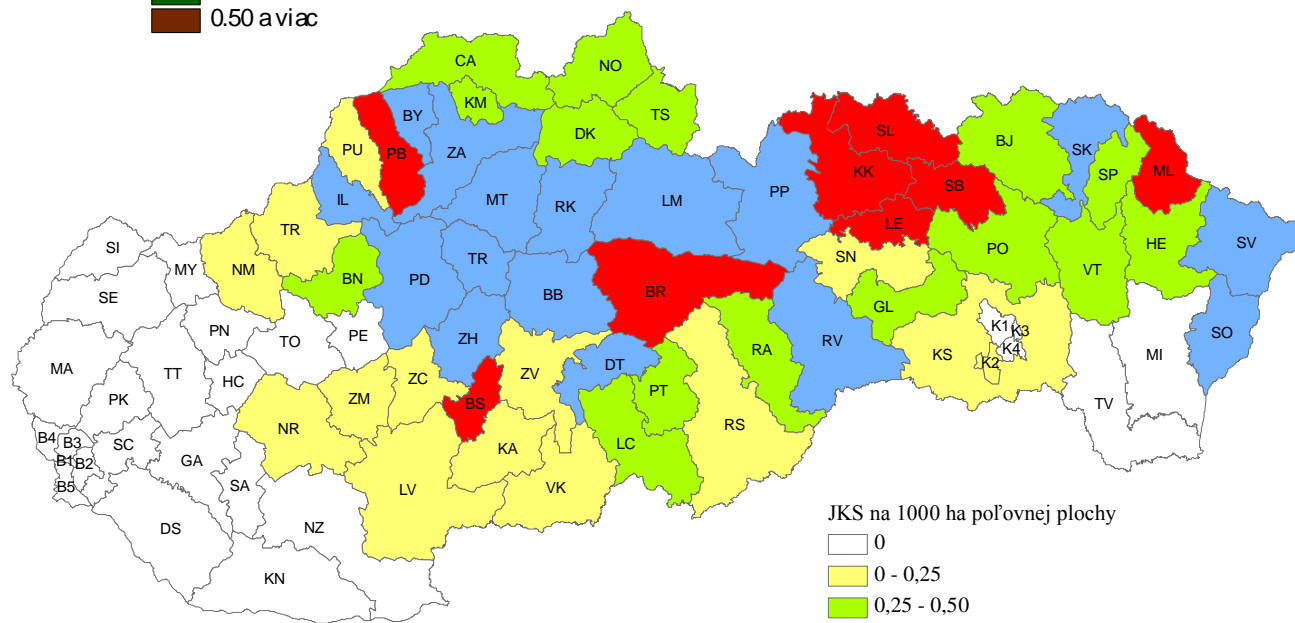 0.50 a viac
CA
NO
KM
TS
DK
BY
PU
PB
ZA
IL
MT
RK
LM
PP
SL
KK
SB
LE
BJ
SK
SP
ML
TR
NM
BN
PD
TR
BB
BR
SN
PO
VT
HE
SV
SI
MY
SE
PN
TO
PE
ZH
GL
K1
K3
K4
K2
KS
MI
SO
MA
TT
HC
PK
ZM
ZC
ZV
BS
DT
PT
RA
RV
RS
TV
B4
B3
B1
B2
B5
SC
GA
NR
SA
LV
KA
VK
LC
DS
NZ
KN
JKS na 1000 ha poľovnej plochy
0
0 - 0,25
0,25 - 0,50